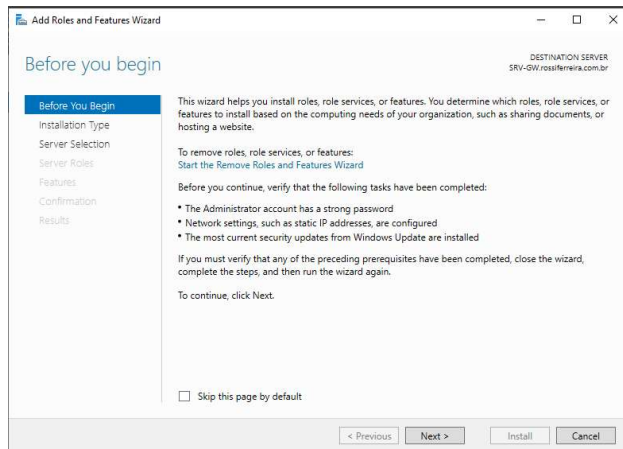 Add Roles and Features Wizard
Before you begin
DESTINATION SERVER
SRV-GW.rossiferreira.com.br
Before You Begin
Installation Type
Server Selection
Server Roles
Features
Confirmation
Results
This wizard helps you install roles, role services, or features. You determine which roles, role services, or
features to install based on the computing needs of your organization, such as sharing documents, or
hosting a website.
To remove roles, role services, or features:
Start the Remove Roles and Features Wizard
Before you continue, verify that the following tasks have been completed:
• The Administrator account has a strong password
• Network settings, such as static IP addresses, are configured
• The most current security updates from Windows Update are installed
If you must verify that any of the preceding prerequisites have been completed, close the wizard,
complete the steps, and then run the wizard again.
To continue, click Next.
Skip this page by default
< Previous
Next >
Install
Cancel